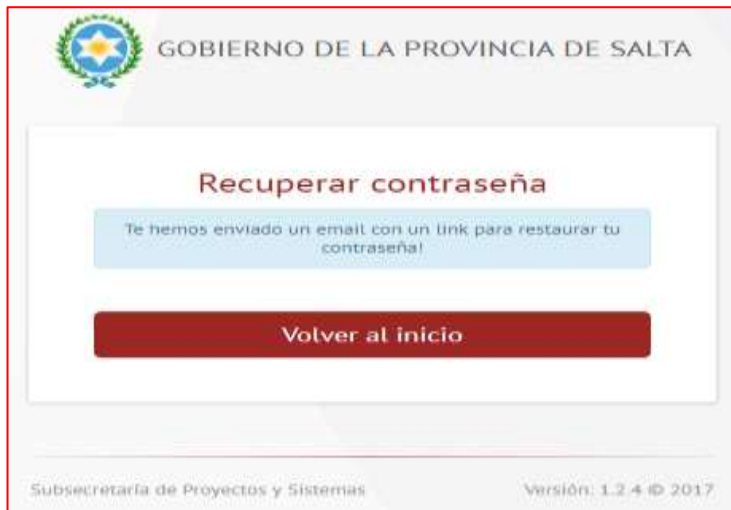 GOBIERNO DE LA PROVINCIA DE SALTA
Recuperar contraseña
Te hemos enviado un email con un link para restaurar tu
contraseña!
Volver al inicio
Subsecretaría de Proyectos y Sistemas
Versión: 1.2.4 © 2017